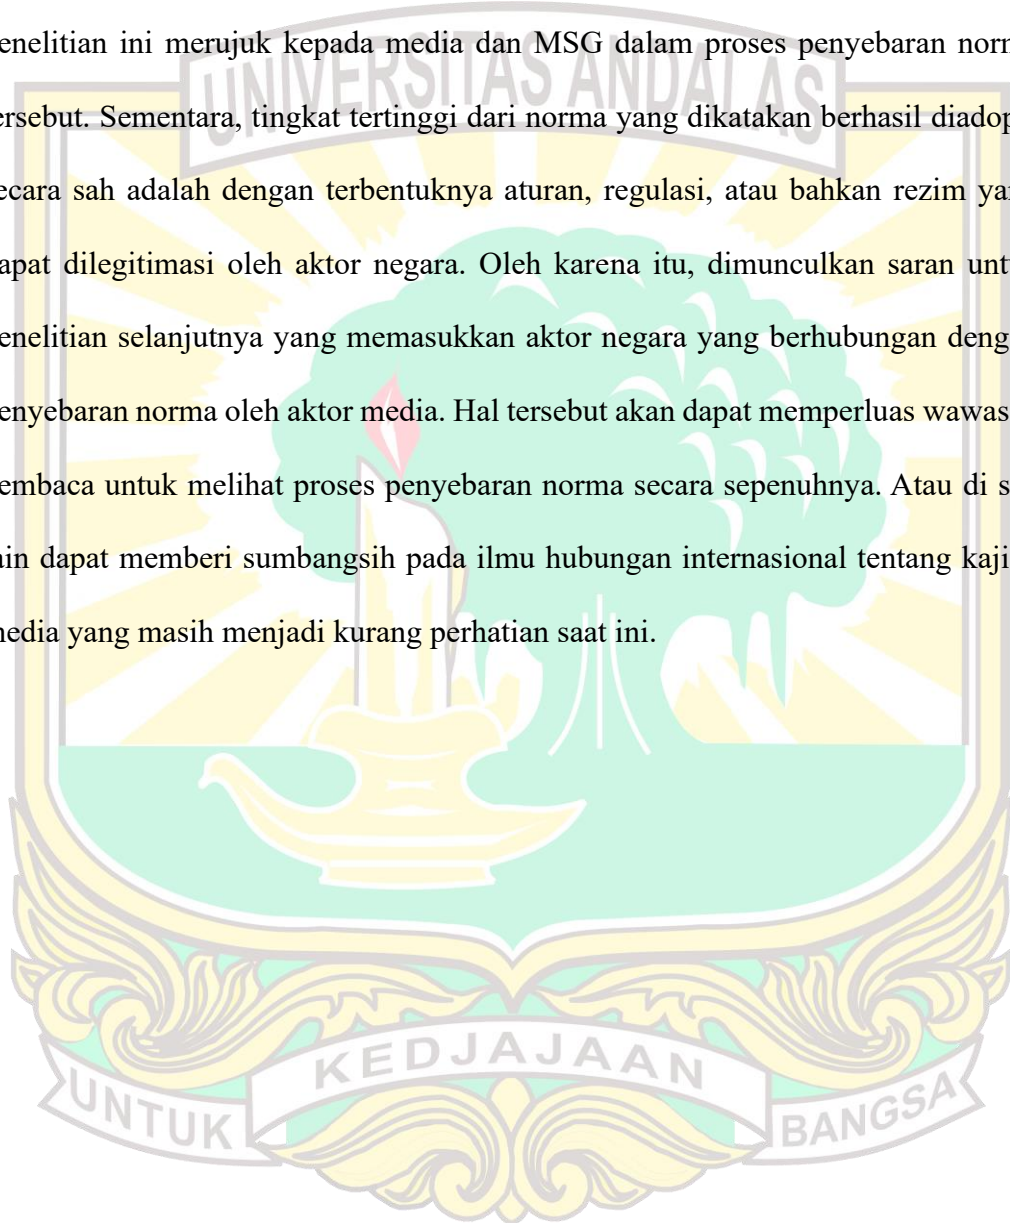 enelitian ini merujuk kepada media dan MSG dalam proses penyebaran norm
ersebut. Sementara, tingkat tertinggi dari norma yang dikatakan berhasil diadop
ecara sah adalah dengan terbentuknya aturan, regulasi, atau bahkan rezim yan
apat dilegitimasi oleh aktor negara. Oleh karena itu, dimunculkan saran untu
enelitian selanjutnya yang memasukkan aktor negara yang berhubungan deng
enyebaran norma oleh aktor media. Hal tersebut akan dapat memperluas wawas
embaca untuk melihat proses penyebaran norma secara sepenuhnya. Atau di s
ain dapat memberi sumbangsih pada ilmu hubungan internasional tentang kaji
nedia yang masih menjadi kurang perhatian saat ini.
UNIVERSITAS ANDALAS
UNTUK KEDJAJAAN BANGSA